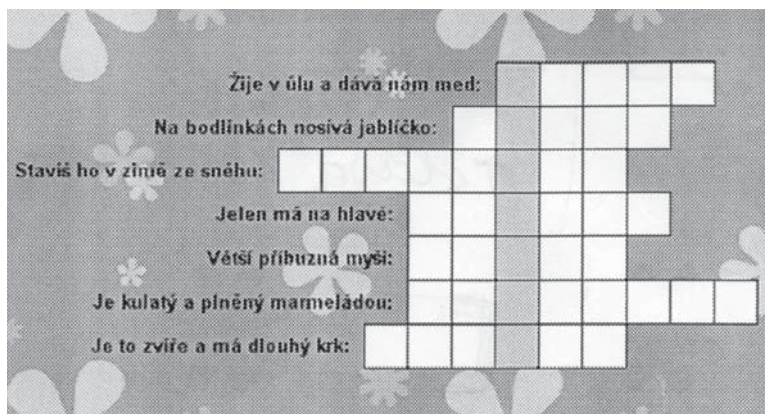 Žije v úlu a dává nám med:
Na bodlinkách nosívá jablíčko:
Stavíš ho v zimě ze sněhu:
Jelen má na hlavě:
Větší příbuzná myši:
Je kulatý a plněný marmeládou:
Je to zvíře a má dlouhý krk: